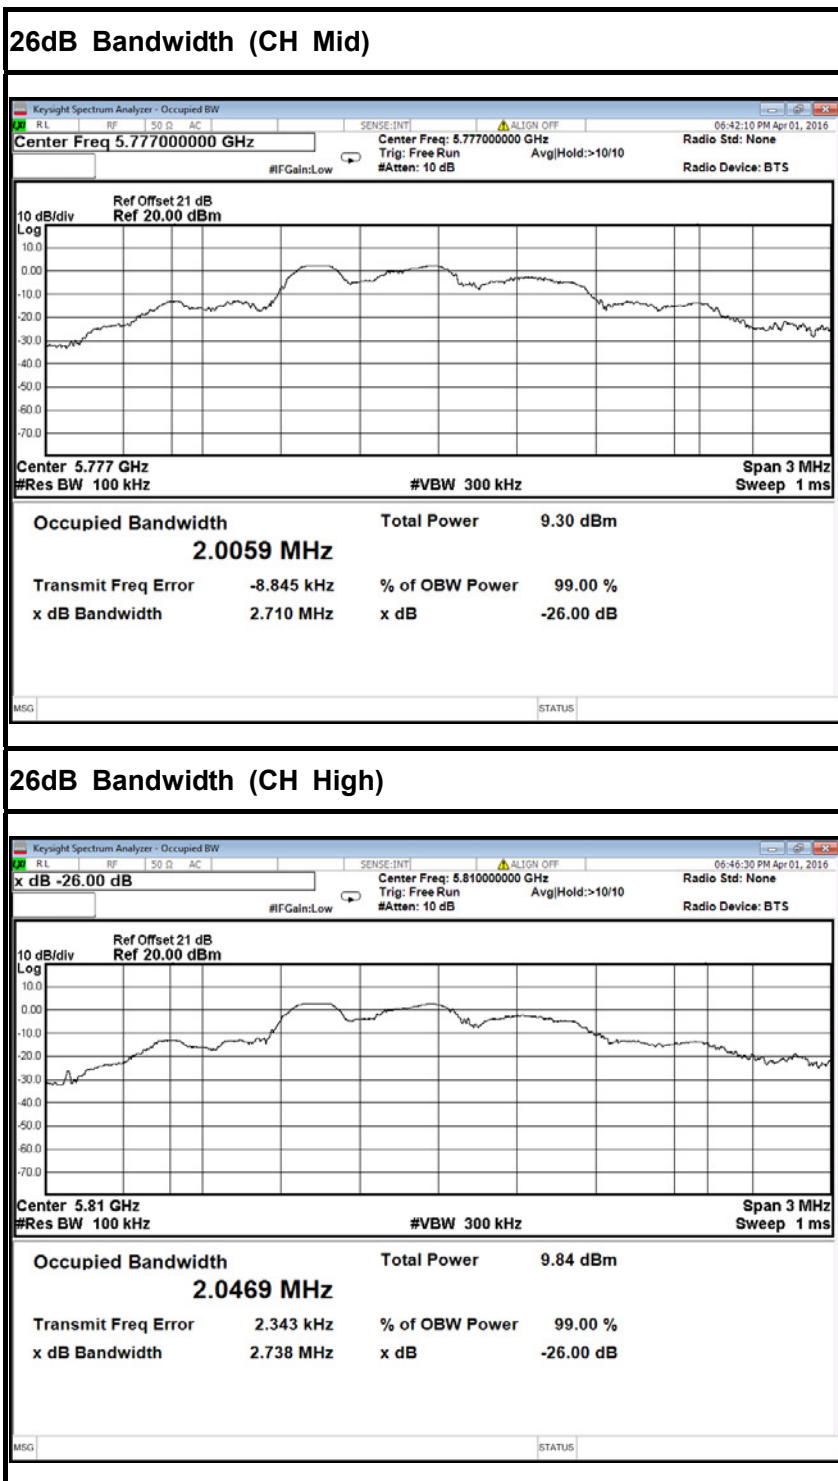 26dB Bandwidth (CH Mid)
Keysight Spectrum Analyzer - Occupied BW
RL RF 50 Ω AC SENSE:INT ALIGN OFF 06:42:10 PM Apr 01, 2016
Center Freq 5.777000000 GHz Center Freq: 5.777000000 GHz Radio Std: None
Trig: Free Run Avg|Hold:>10/10
#IFGain:Low #Atten: 10 dB Radio Device: BTS
Ref Offset 21 dB
10 dB/div Ref 20.00 dBm
Log
10.0
0.00
-10.0
-20.0
-30.0
-40.0
-50.0
-60.0
-70.0
Center 5.777 GHz Span 3 MHz
#Res BW 100 kHz #VBW 300 kHz Sweep 1 ms
Occupied Bandwidth Total Power 9.30 dBm
2.0059 MHz
Transmit Freq Error -8.845 kHz % of OBW Power 99.00 %
x dB Bandwidth 2.710 MHz x dB -26.00 dB
MSG STATUS
26dB Bandwidth (CH High)
Keysight Spectrum Analyzer - Occupied BW
RL RF 50 Ω AC SENSE:INT ALIGN OFF 06:46:30 PM Apr 01, 2016
x dB -26.00 dB Center Freq: 5.810000000 GHz Radio Std: None
Trig: Free Run Avg|Hold:>10/10
#IFGain:Low #Atten: 10 dB Radio Device: BTS
Ref Offset 21 dB
10 dB/div Ref 20.00 dBm
Log
10.0
0.00
-10.0
-20.0
-30.0
-40.0
-50.0
-60.0
-70.0
Center 5.81 GHz Span 3 MHz
#Res BW 100 kHz #VBW 300 kHz Sweep 1 ms
Occupied Bandwidth Total Power 9.84 dBm
2.0469 MHz
Transmit Freq Error 2.343 kHz % of OBW Power 99.00 %
x dB Bandwidth 2.738 MHz x dB -26.00 dB
MSG STATUS